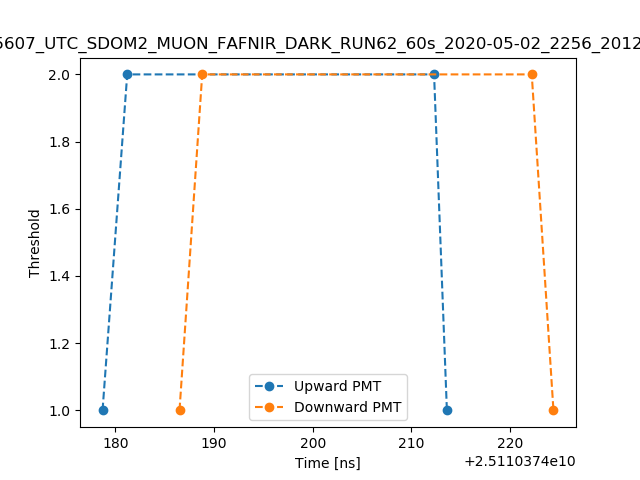 5607_UTC_SDOM2_MUON_FAFNIR_DARK_RUN62_60s_2020-05-02_2256_2012
2.0
1.8
1.6
1.4
1.2
1.0
Threshold
Upward PMT
Downward PMT
180 190 200 210 220
Time [ns]
+2.5110374e10